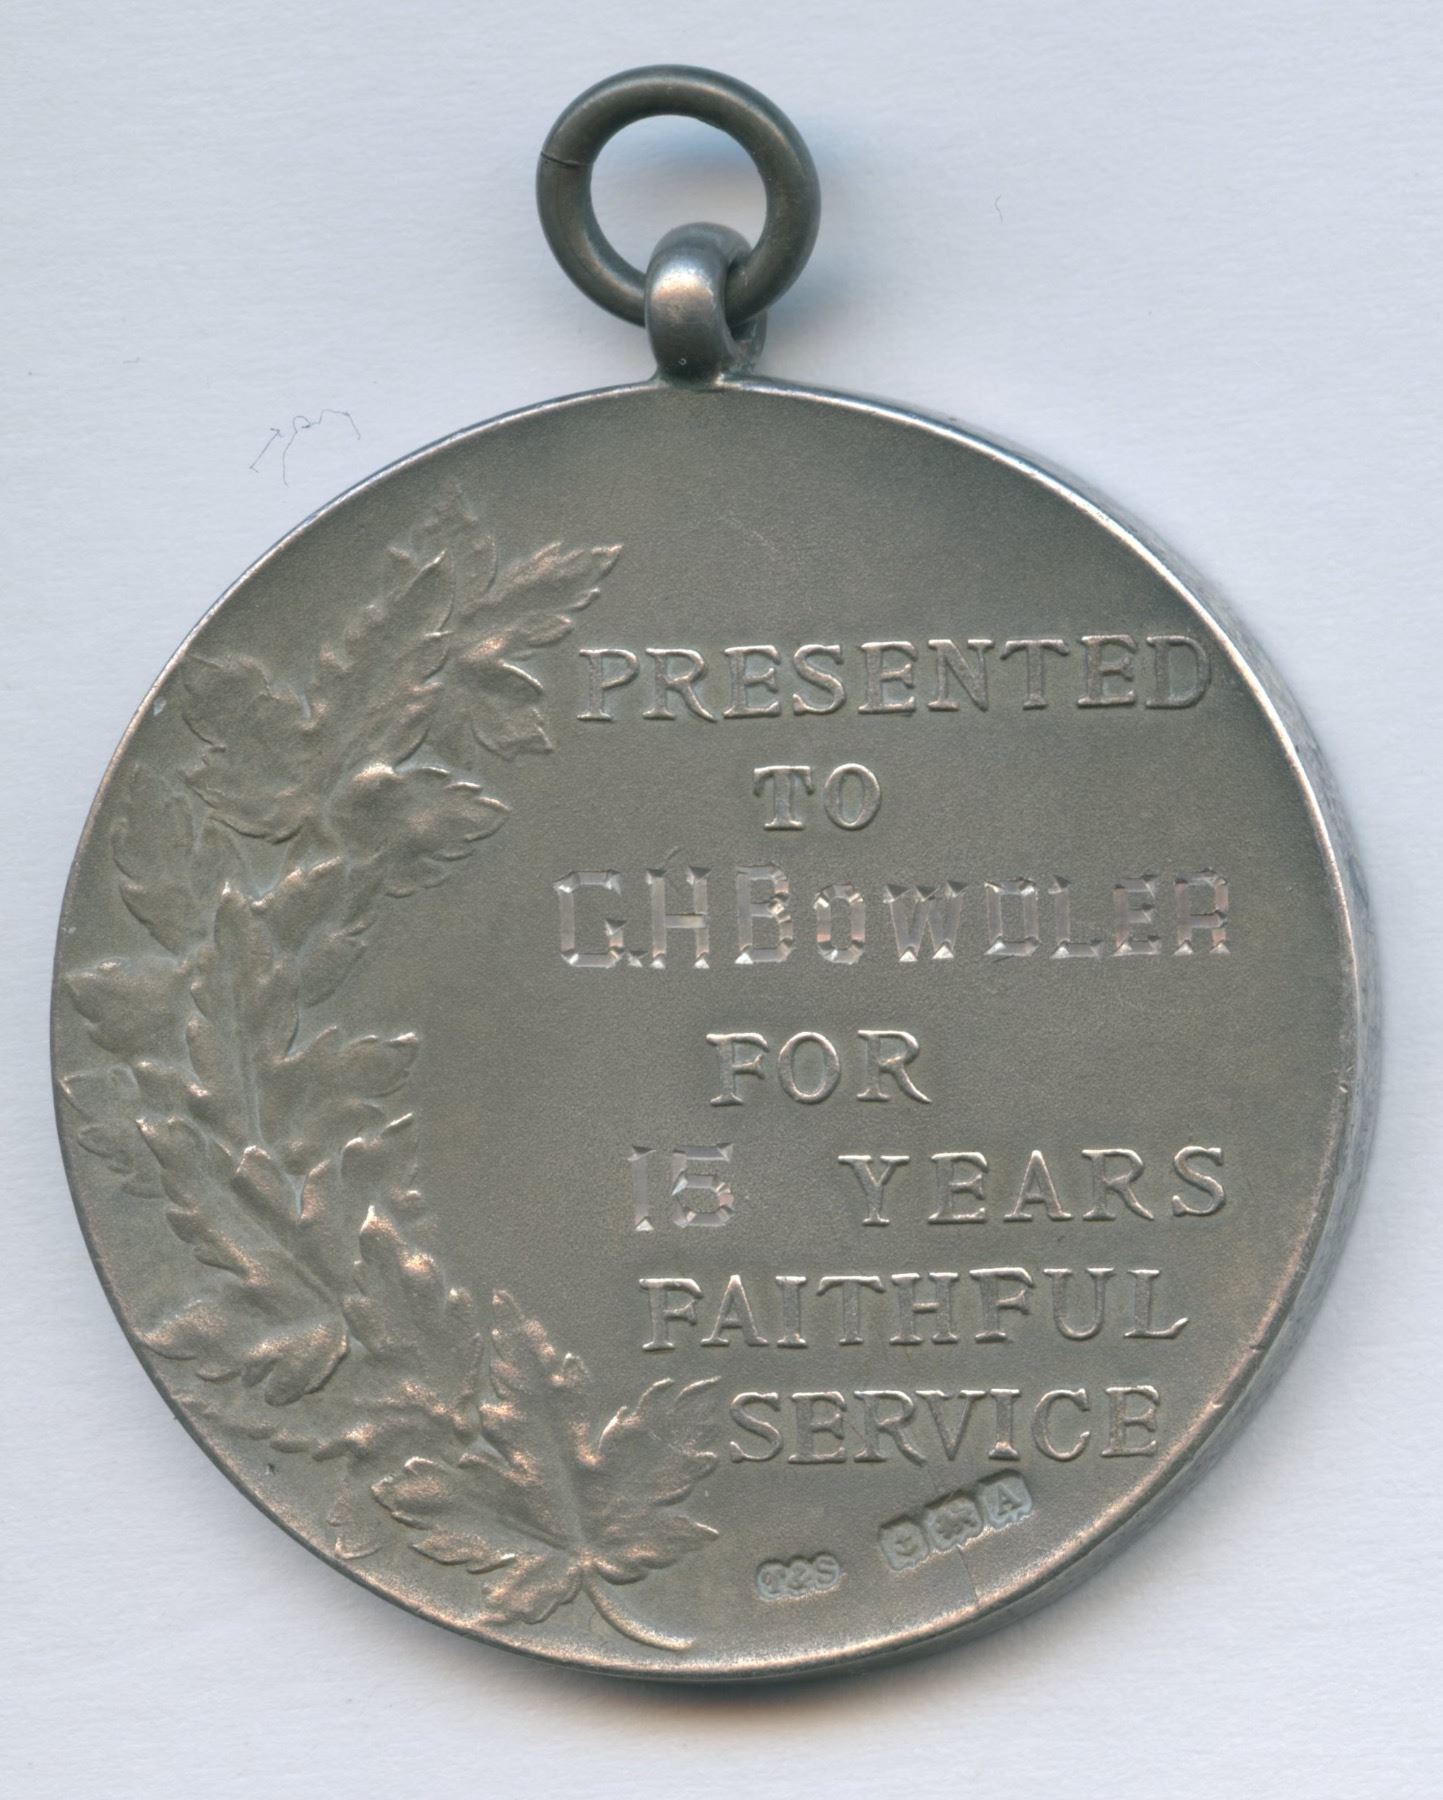 PRESENTED
TO
G.H BOWDLER
FOR
15 YEARS
FAITHFUL
SERVICE
T&S
A